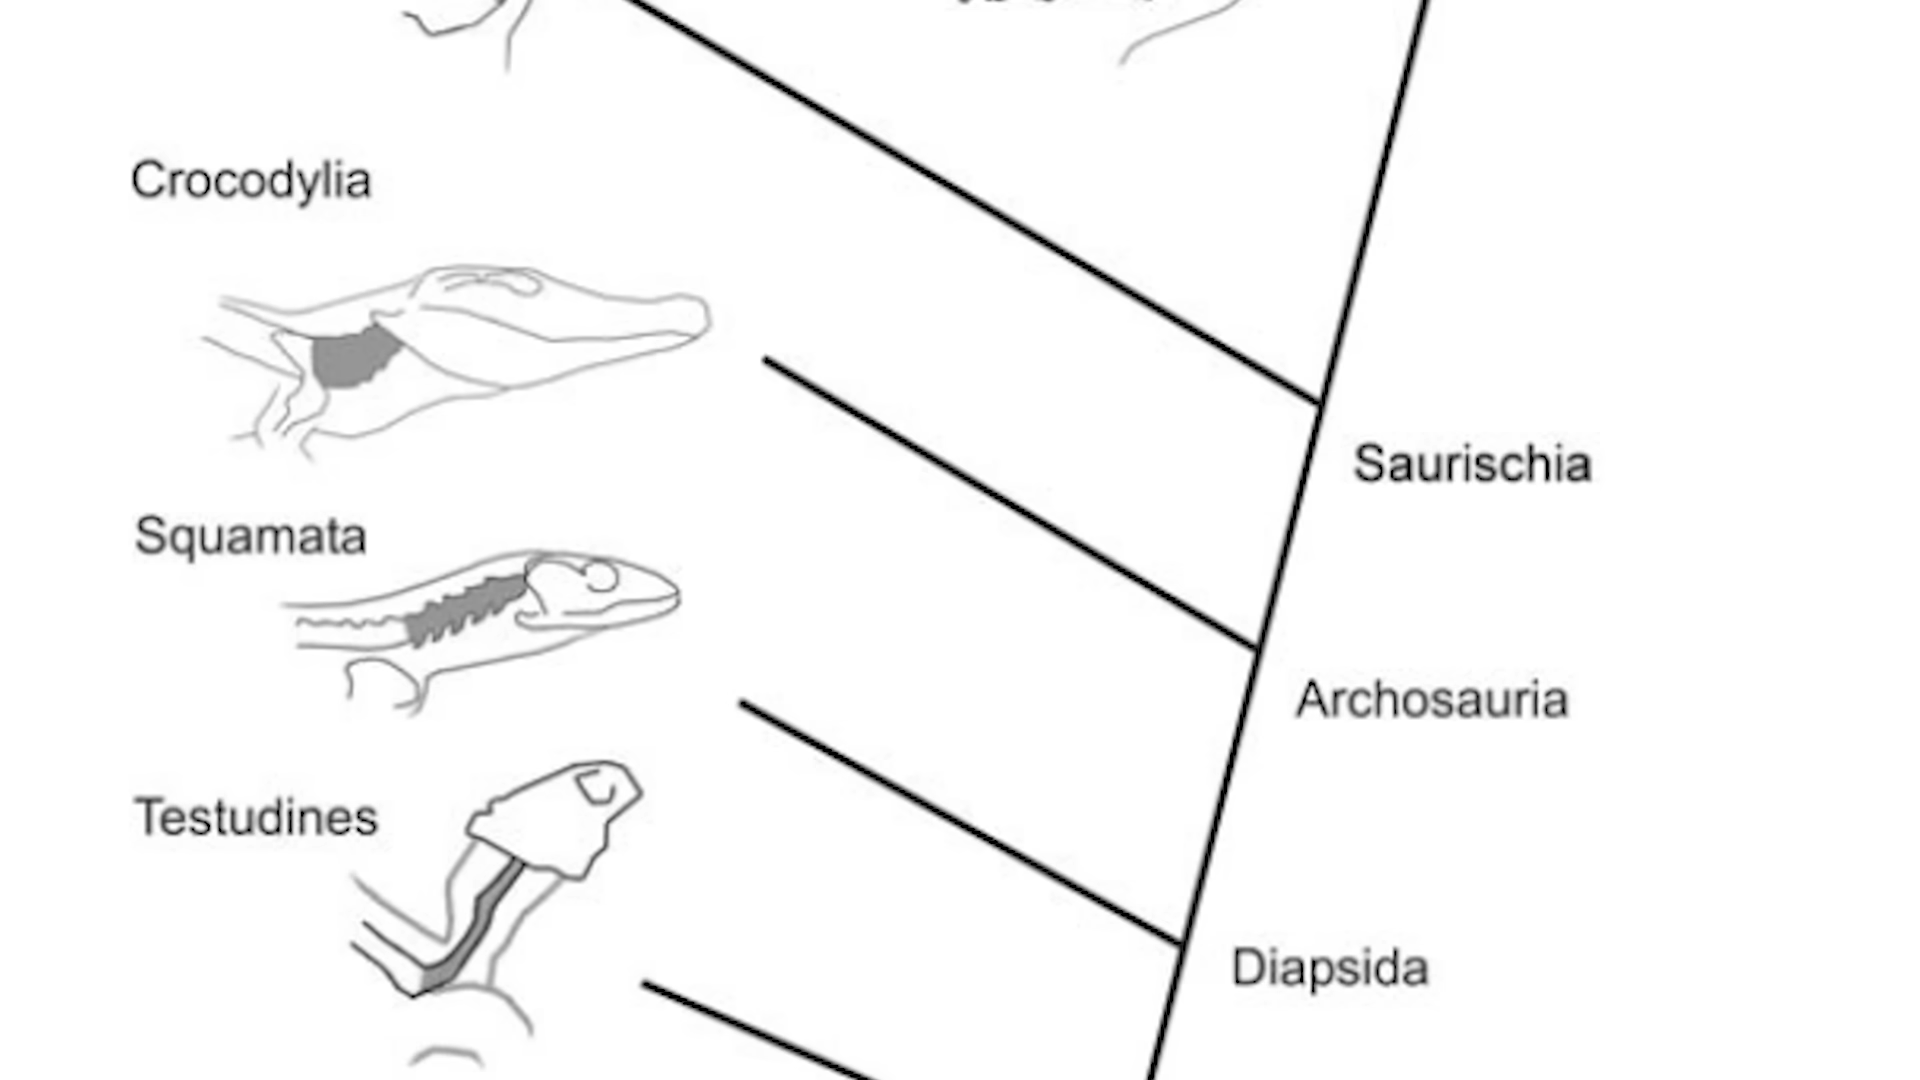 Crocodylia
Saurischia
Squamata
Archosauria
Testudines
Diapsida